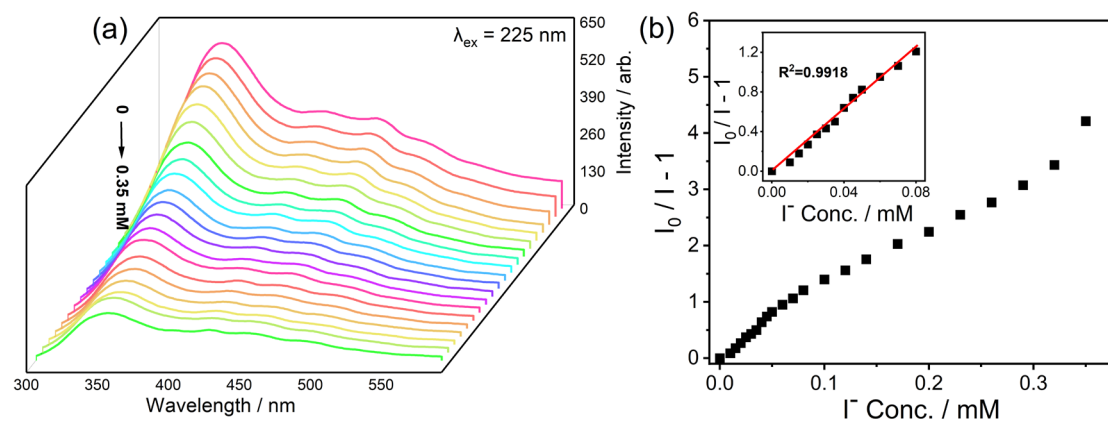 (a)
λex = 225 nm
0 → 0.35 mM
650
520
390
260
130
0
Intensity / arb.
300
350
400
450
500
550
Wavelength / nm
(b)
6
5
4
3
2
1
0
I0 / I - 1
0.0
0.1
0.2
0.3
I- Conc. / mM
R²=0.9918
1.2
0.8
0.4
0.0
I0 / I - 1
0.00
0.04
0.08
I- Conc. / mM